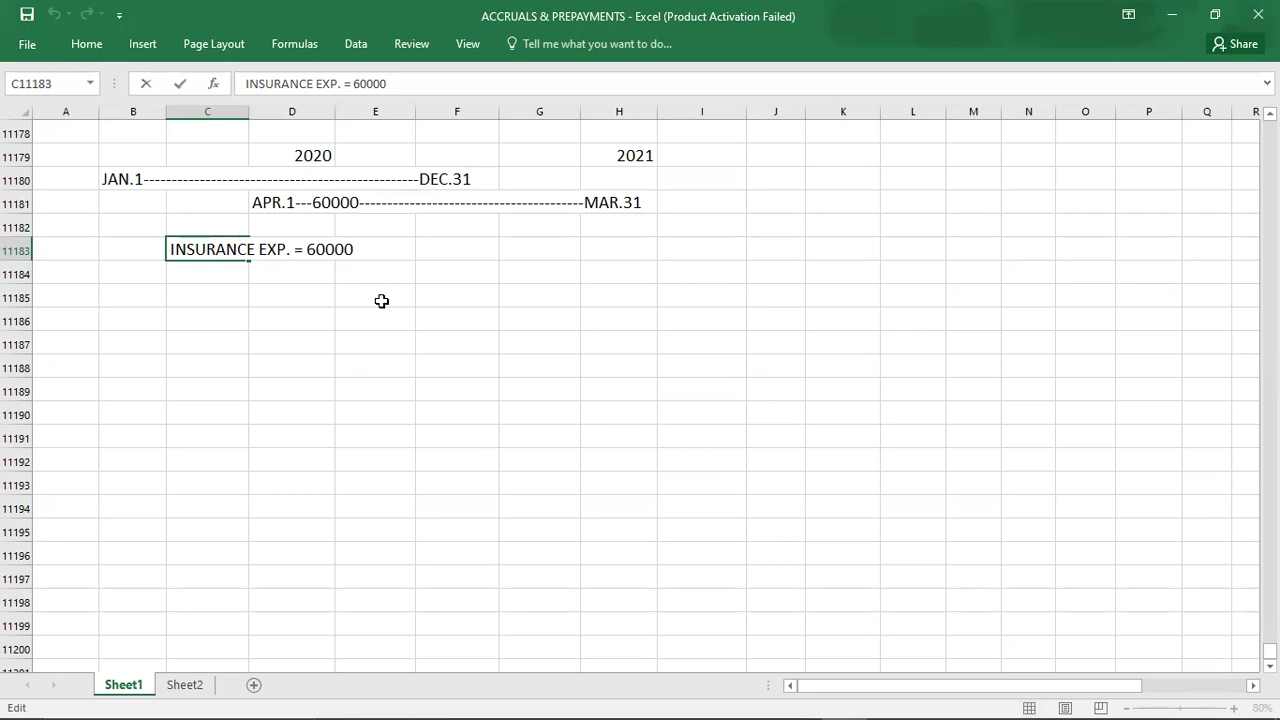 ACCRUALS & PREPAYMENTS - Excel (Product Activation Failed)
File Home Insert Page Layout Formulas Data Review View Tell me what you want to do... Share
C11183 fx INSURANCE EXP. = 60000
A B C D E F G H I J K L M N O P Q R
11178
11179 2020 2021
11180 JAN.1-------------------------------------------------DEC.31
11181 APR.1---60000----------------------------------------MAR.31
11182
11183 INSURANCE EXP. = 60000
11184
11185
11186
11187
11188
11189
11190
11191
11192
11193
11194
11195
11196
11197
11198
11199
11200
11201
Sheet1 Sheet2
Edit 80%